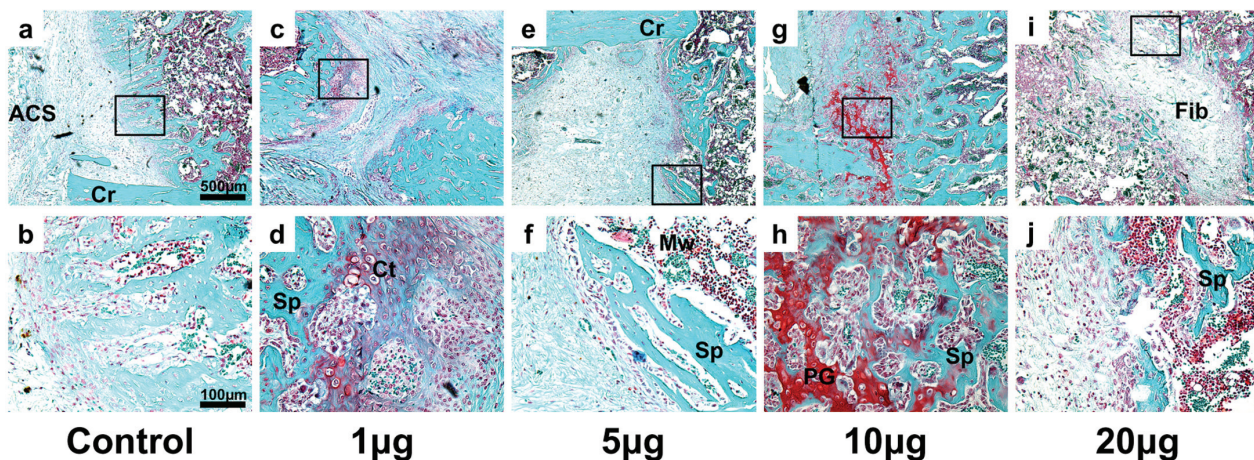 a
c
e
g
i
ACS
Cr
500µm
Cr
Fib
b
d
f
h
j
100µm
Ct
Sp
Mw
Sp
PG
Sp
Sp
Control
1µg
5µg
10µg
20µg